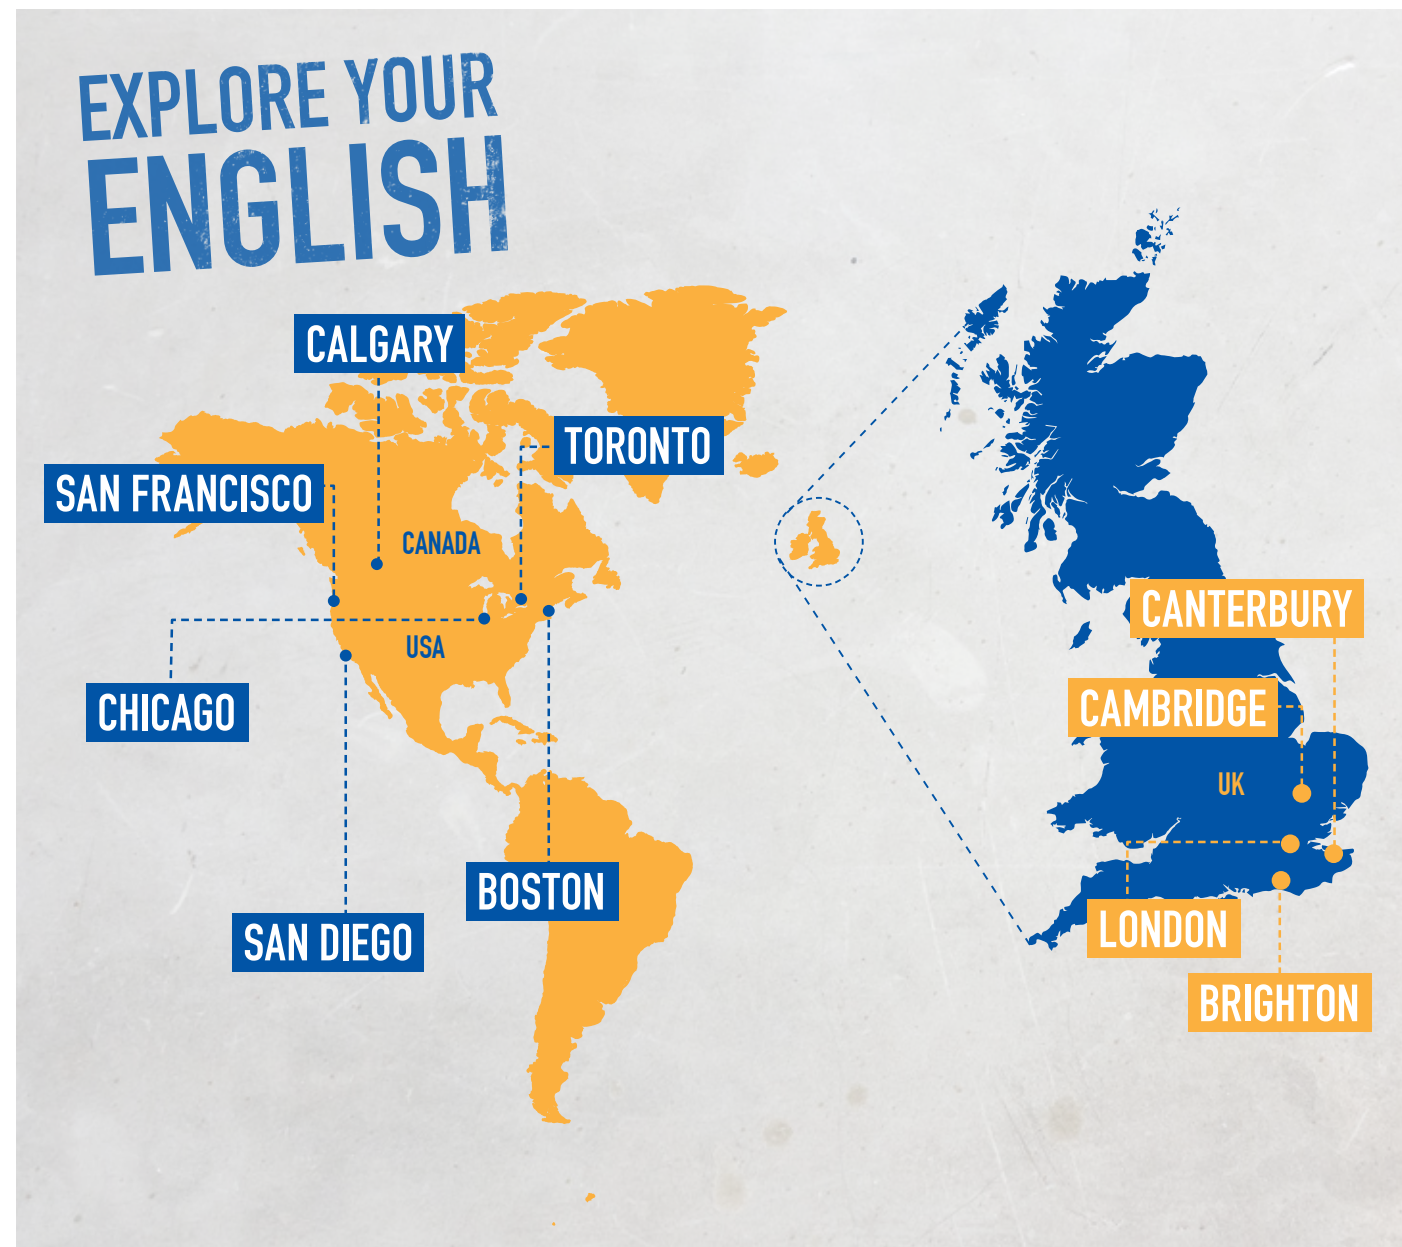 EXPLORE YOUR
ENGLISH
CALGARY
TORONTO
SAN FRANCISCO
CANADA
USA
CHICAGO
BOSTON
SAN DIEGO
CANTERBURY
CAMBRIDGE
UK
LONDON
BRIGHTON